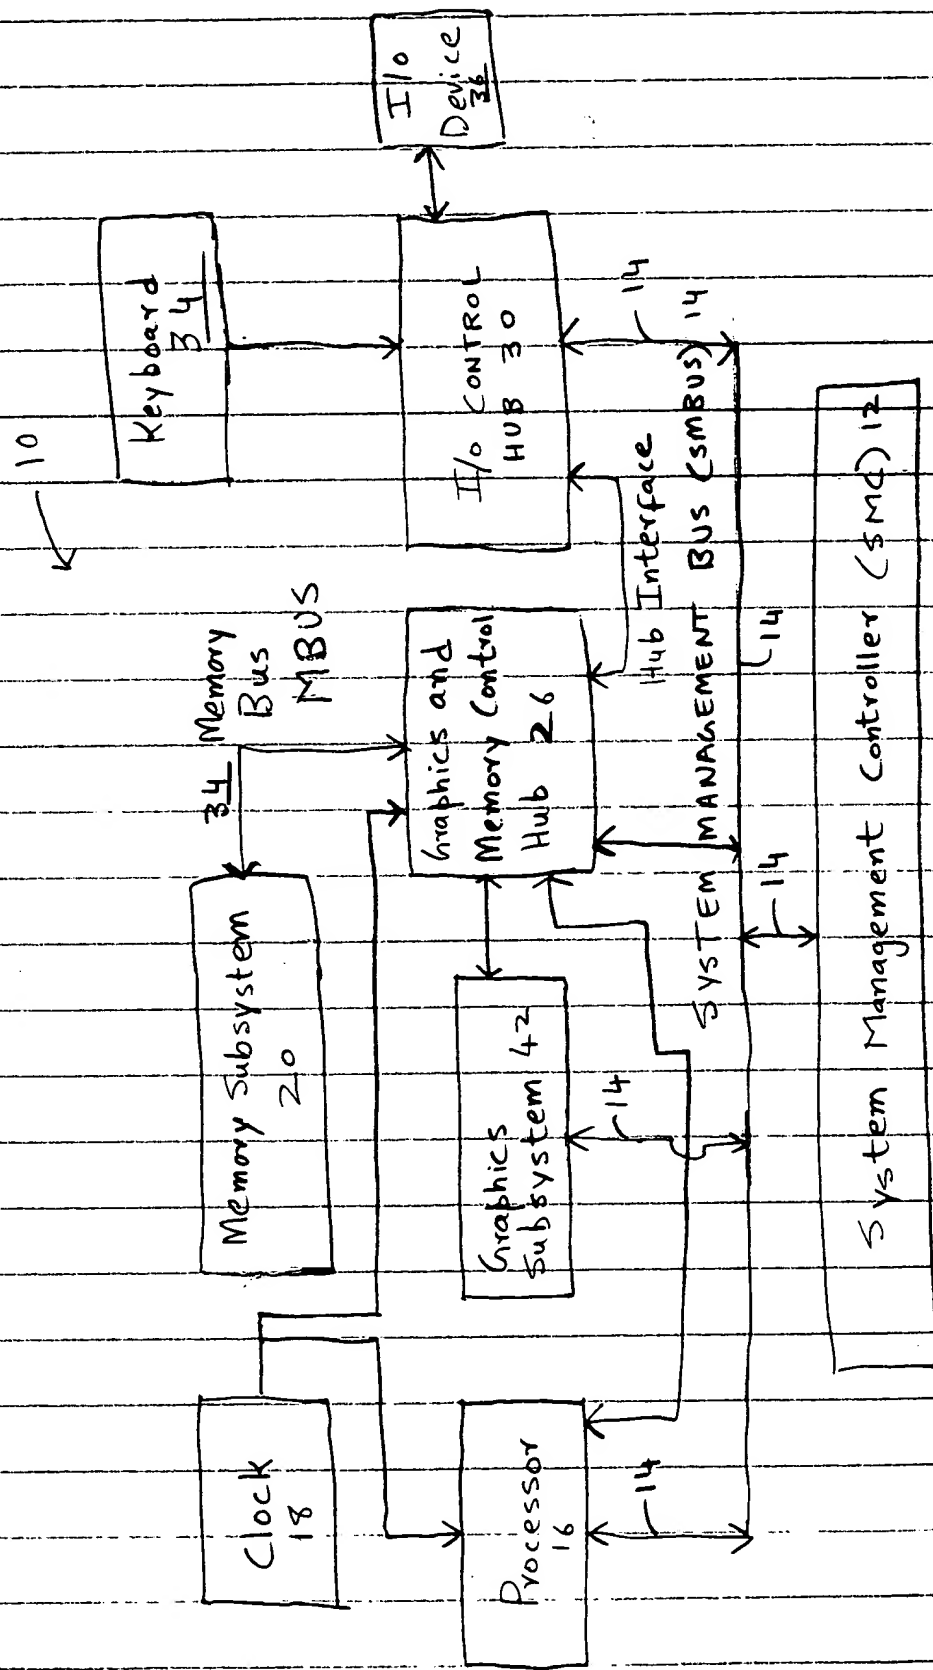 10
Clock
18
Memory Subsystem
20
34
Memory
Bus
MBUS
Keyboard
34
Processor
16
Graphics
Subsystem 42
Graphics and
Memory Control
Hub 26
I/O CONTROL
HUB 30
I/O
Device
36
Hub Interface
14
14
14
SYSTEM MANAGEMENT BUS (SMBUS) 14
14
14
System Management Controller (SMC) 12